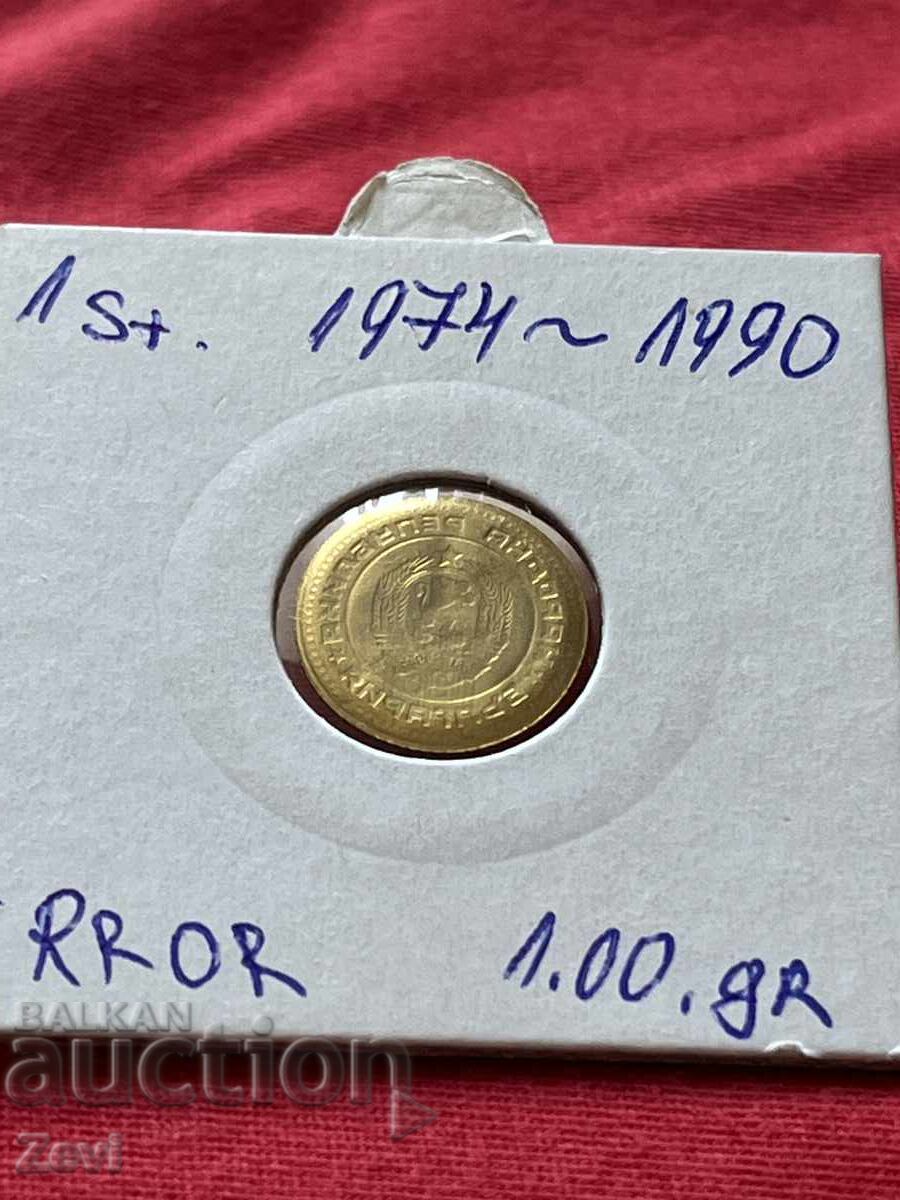 1 St. 1974~1990
RROR 1.00.gR
BALKAN
auction
Zevi